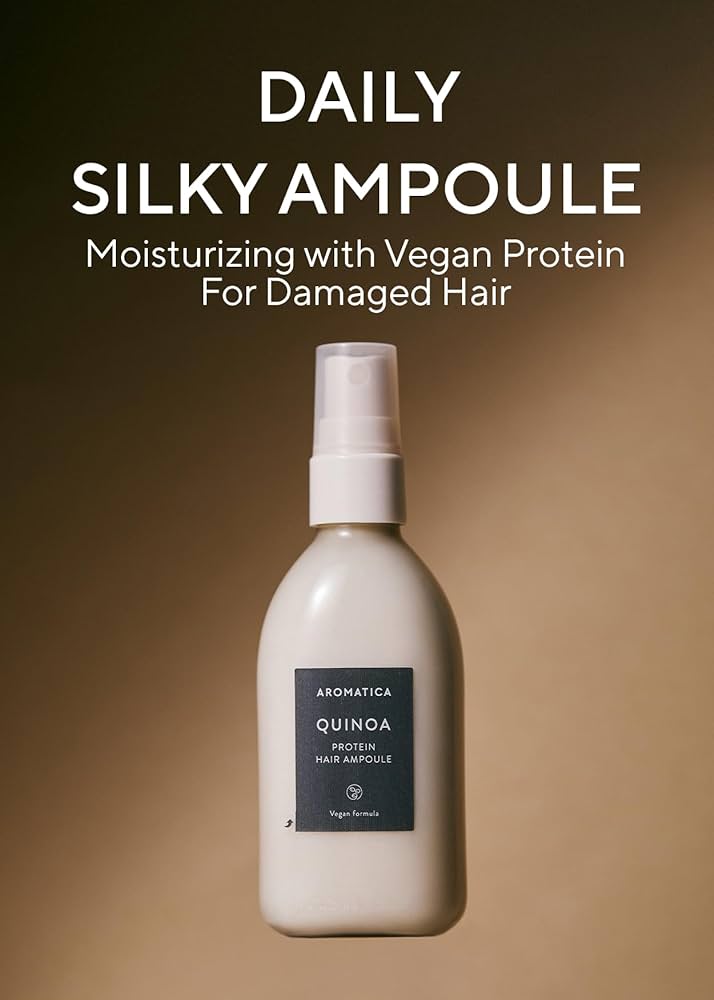 DAILY
SILKY AMPOULE
Moisturizing with Vegan Protein
For Damaged Hair
AROMATICA
QUINOA
PROTEIN
HAIR AMPOULE
Vegan formula